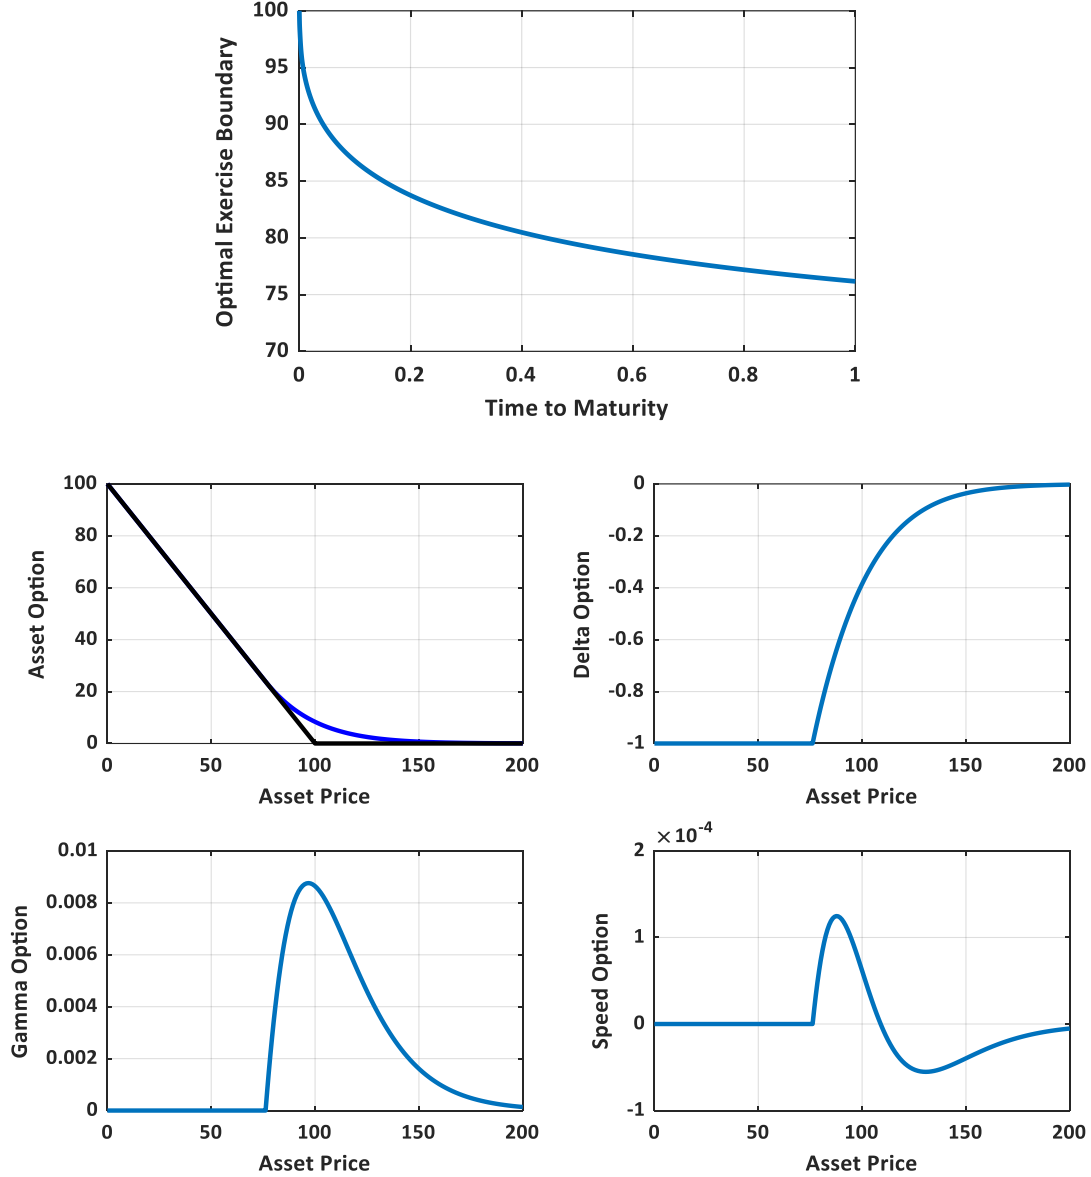 100
95
90
85
80
75
70
Optimal Exercise Boundary
0 0.2 0.4 0.6 0.8 1
Time to Maturity
100
80
60
40
20
0
Asset Option
0 50 100 150 200
Asset Price
0
-0.2
-0.4
-0.6
-0.8
-1
Delta Option
0 50 100 150 200
Asset Price
0.01
0.008
0.006
0.004
0.002
0
Gamma Option
0 50 100 150 200
Asset Price
×10-4
2
1
0
-1
Speed Option
0 50 100 150 200
Asset Price